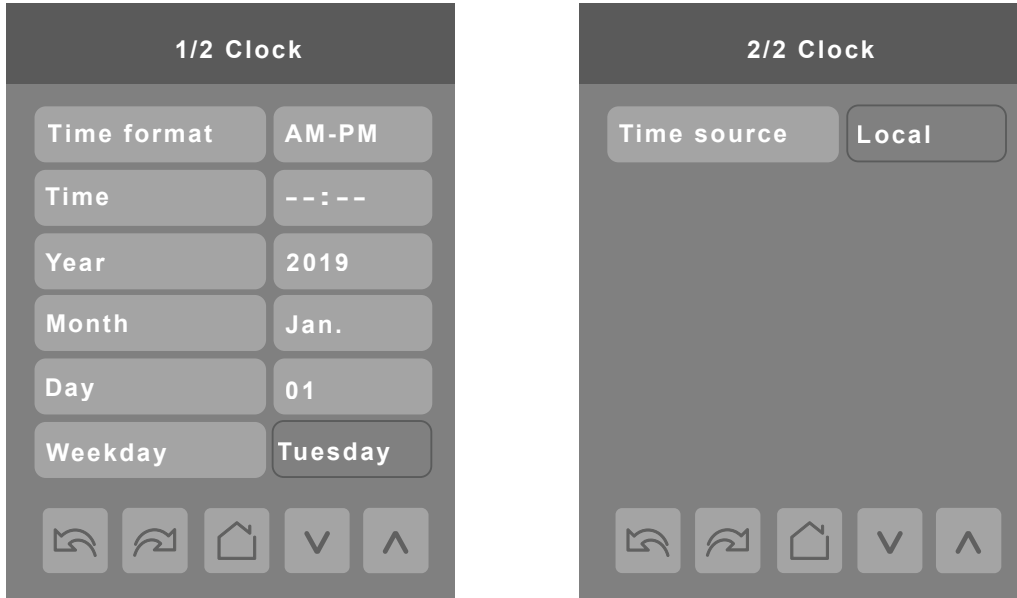 1/2 Clock
Time format AM-PM
Time --:--
Year 2019
Month Jan.
Day 01
Weekday Tuesday
2/2 Clock
Time source Local